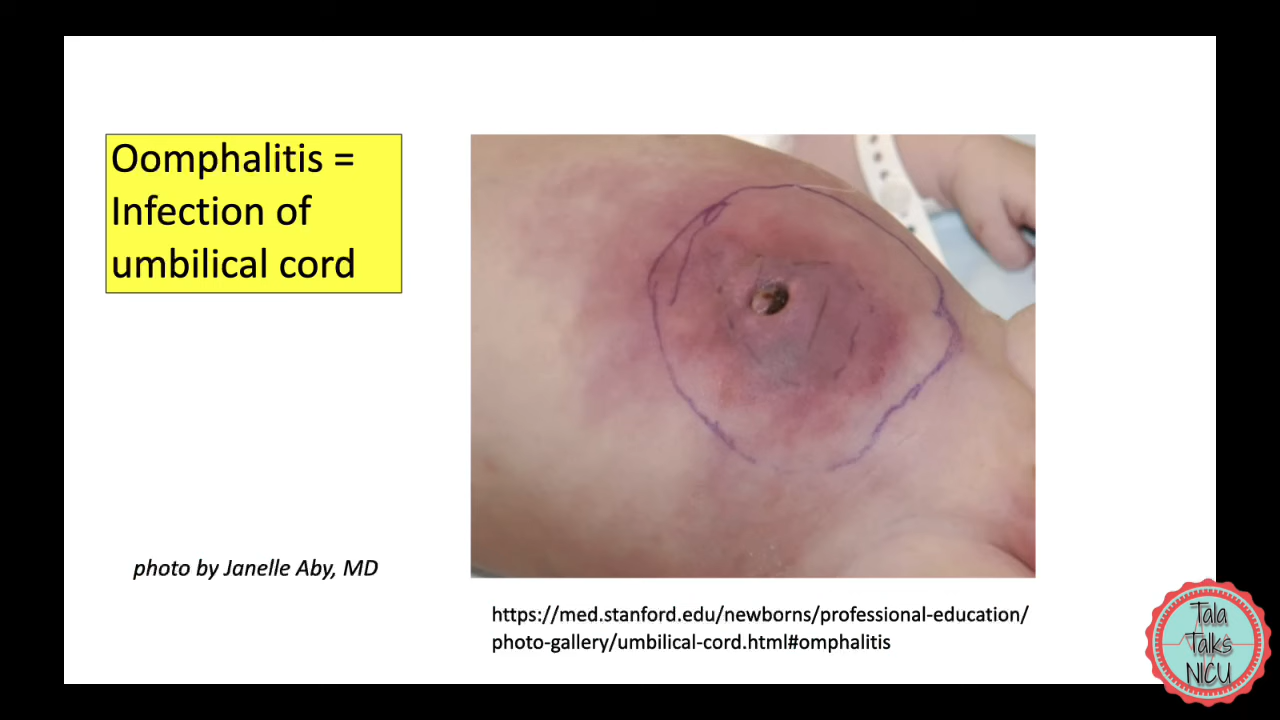 Oomphalitis =
Infection of
umbilical cord
photo by Janelle Aby, MD
https://med.stanford.edu/newborns/professional-education/
photo-gallery/umbilical-cord.html#omphalitis
Tala
Talks
NICU